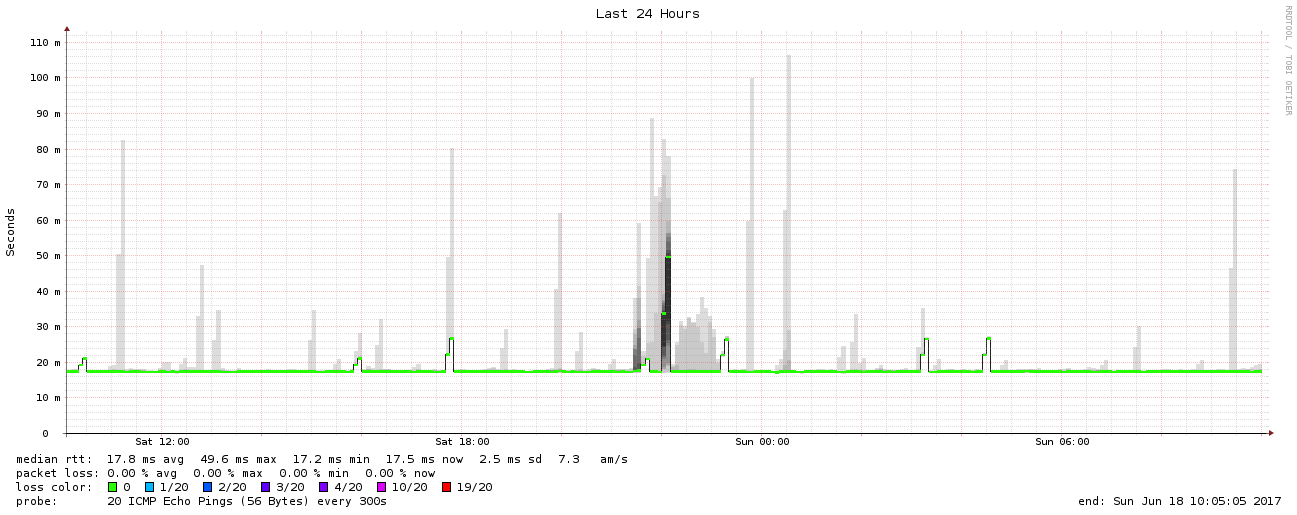 Last 24 Hours
RRDTOOL / TOBI OETIKER
Seconds
110 m
100 m
90 m
80 m
70 m
60 m
50 m
40 m
30 m
20 m
10 m
0
Sat 12:00 Sat 18:00 Sun 00:00 Sun 06:00
median rtt: 17.8 ms avg 49.6 ms max 17.2 ms min 17.5 ms now 2.5 ms sd 7.3 am/s
packet loss: 0.00 % avg 0.00 % max 0.00 % min 0.00 % now
loss color: 0 1/20 2/20 3/20 4/20 10/20 19/20
probe: 20 ICMP Echo Pings (56 Bytes) every 300s end: Sun Jun 18 10:05:05 2017